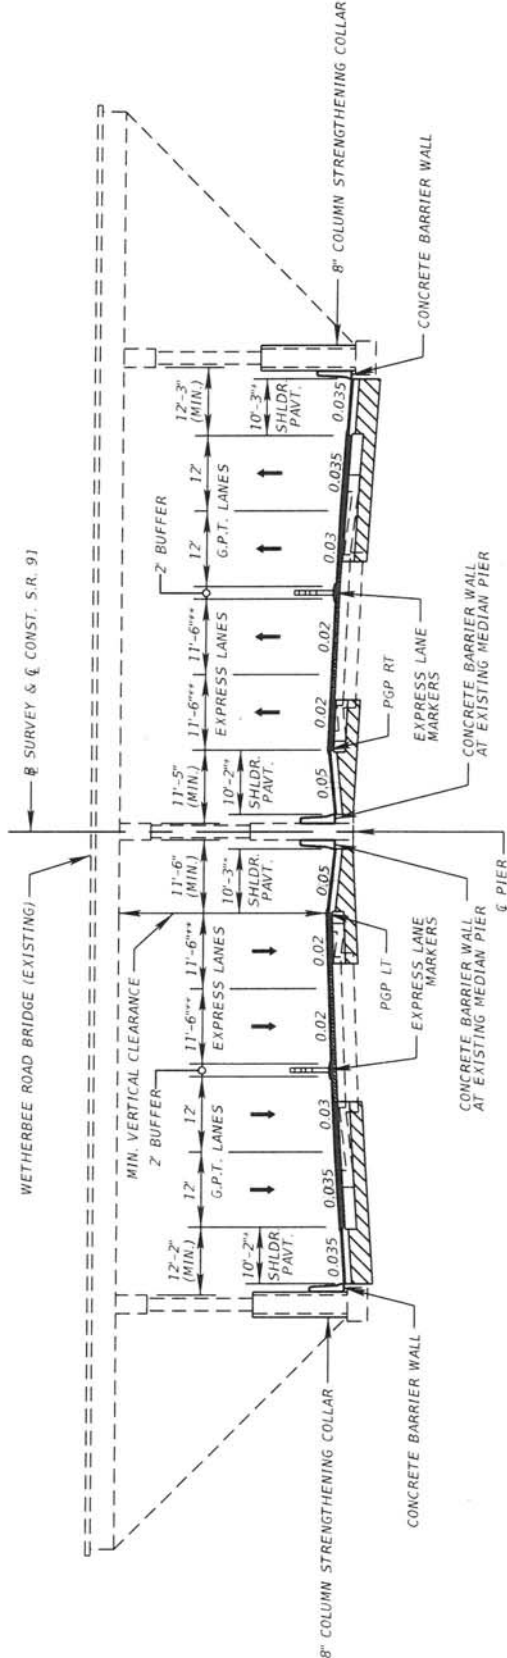 ℔ SURVEY & ℄ CONST. S.R. 91
WETHERBEE ROAD BRIDGE (EXISTING)
MIN. VERTICAL CLEARANCE
2' BUFFER
2' BUFFER
12'-2"
(MIN.)
12'
12'
11'-6"**
11'-6"**
11'-6"
(MIN.)
11'-5"
(MIN.)
11'-6"**
11'-6"**
12'
12'
12'-3"
(MIN.)
G.P.T. LANES
EXPRESS LANES
EXPRESS LANES
G.P.T. LANES
10'-2"*
SHLDR.
PAVT.
10'-3"*
SHLDR.
PAVT.
10'-2"*
SHLDR.
PAVT.
10'-3"*
SHLDR.
PAVT.
0.035
0.035
0.03
0.02
0.02
0.05
0.05
0.02
0.02
0.03
0.035
0.035
8" COLUMN STRENGTHENING COLLAR
CONCRETE BARRIER WALL
PGP LT
EXPRESS LANE
MARKERS
CONCRETE BARRIER WALL
AT EXISTING MEDIAN PIER
℄ PIER
PGP RT
EXPRESS LANE
MARKERS
CONCRETE BARRIER WALL
AT EXISTING MEDIAN PIER
8" COLUMN STRENGTHENING COLLAR
CONCRETE BARRIER WALL